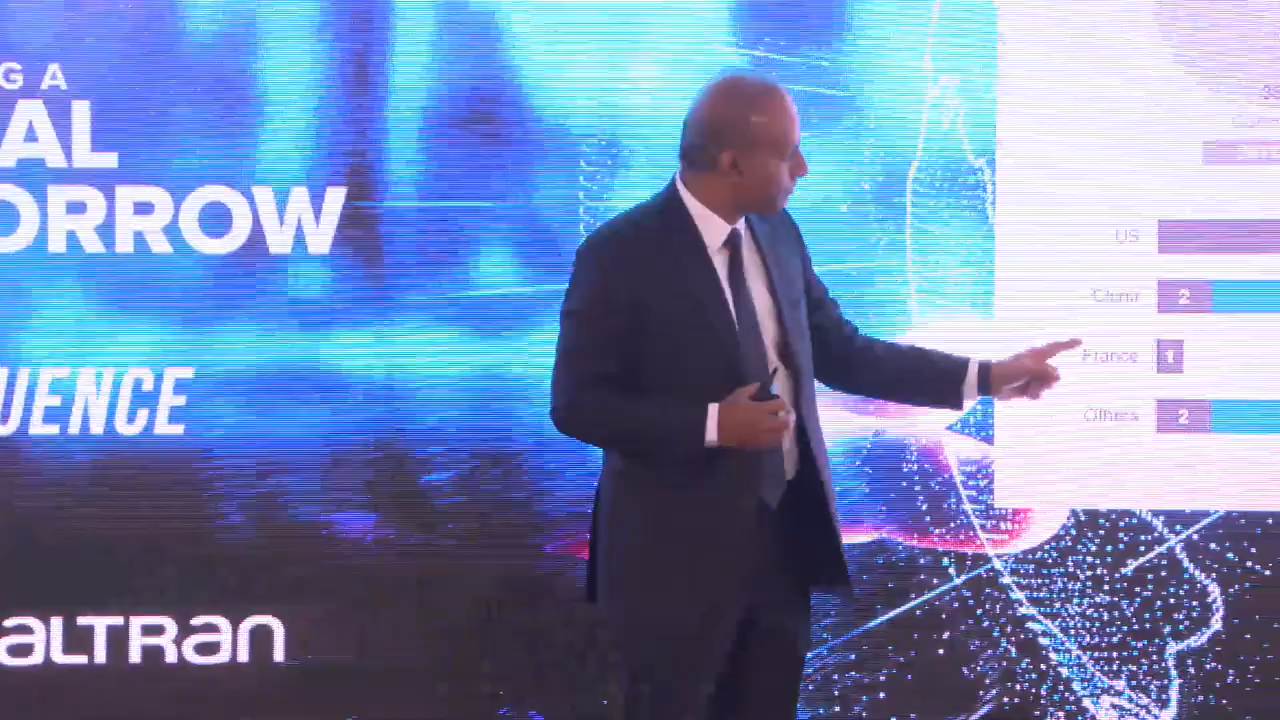 G A
AL
ORROW
UENCE
aLTRan
US
China 2
France 1
Others 2